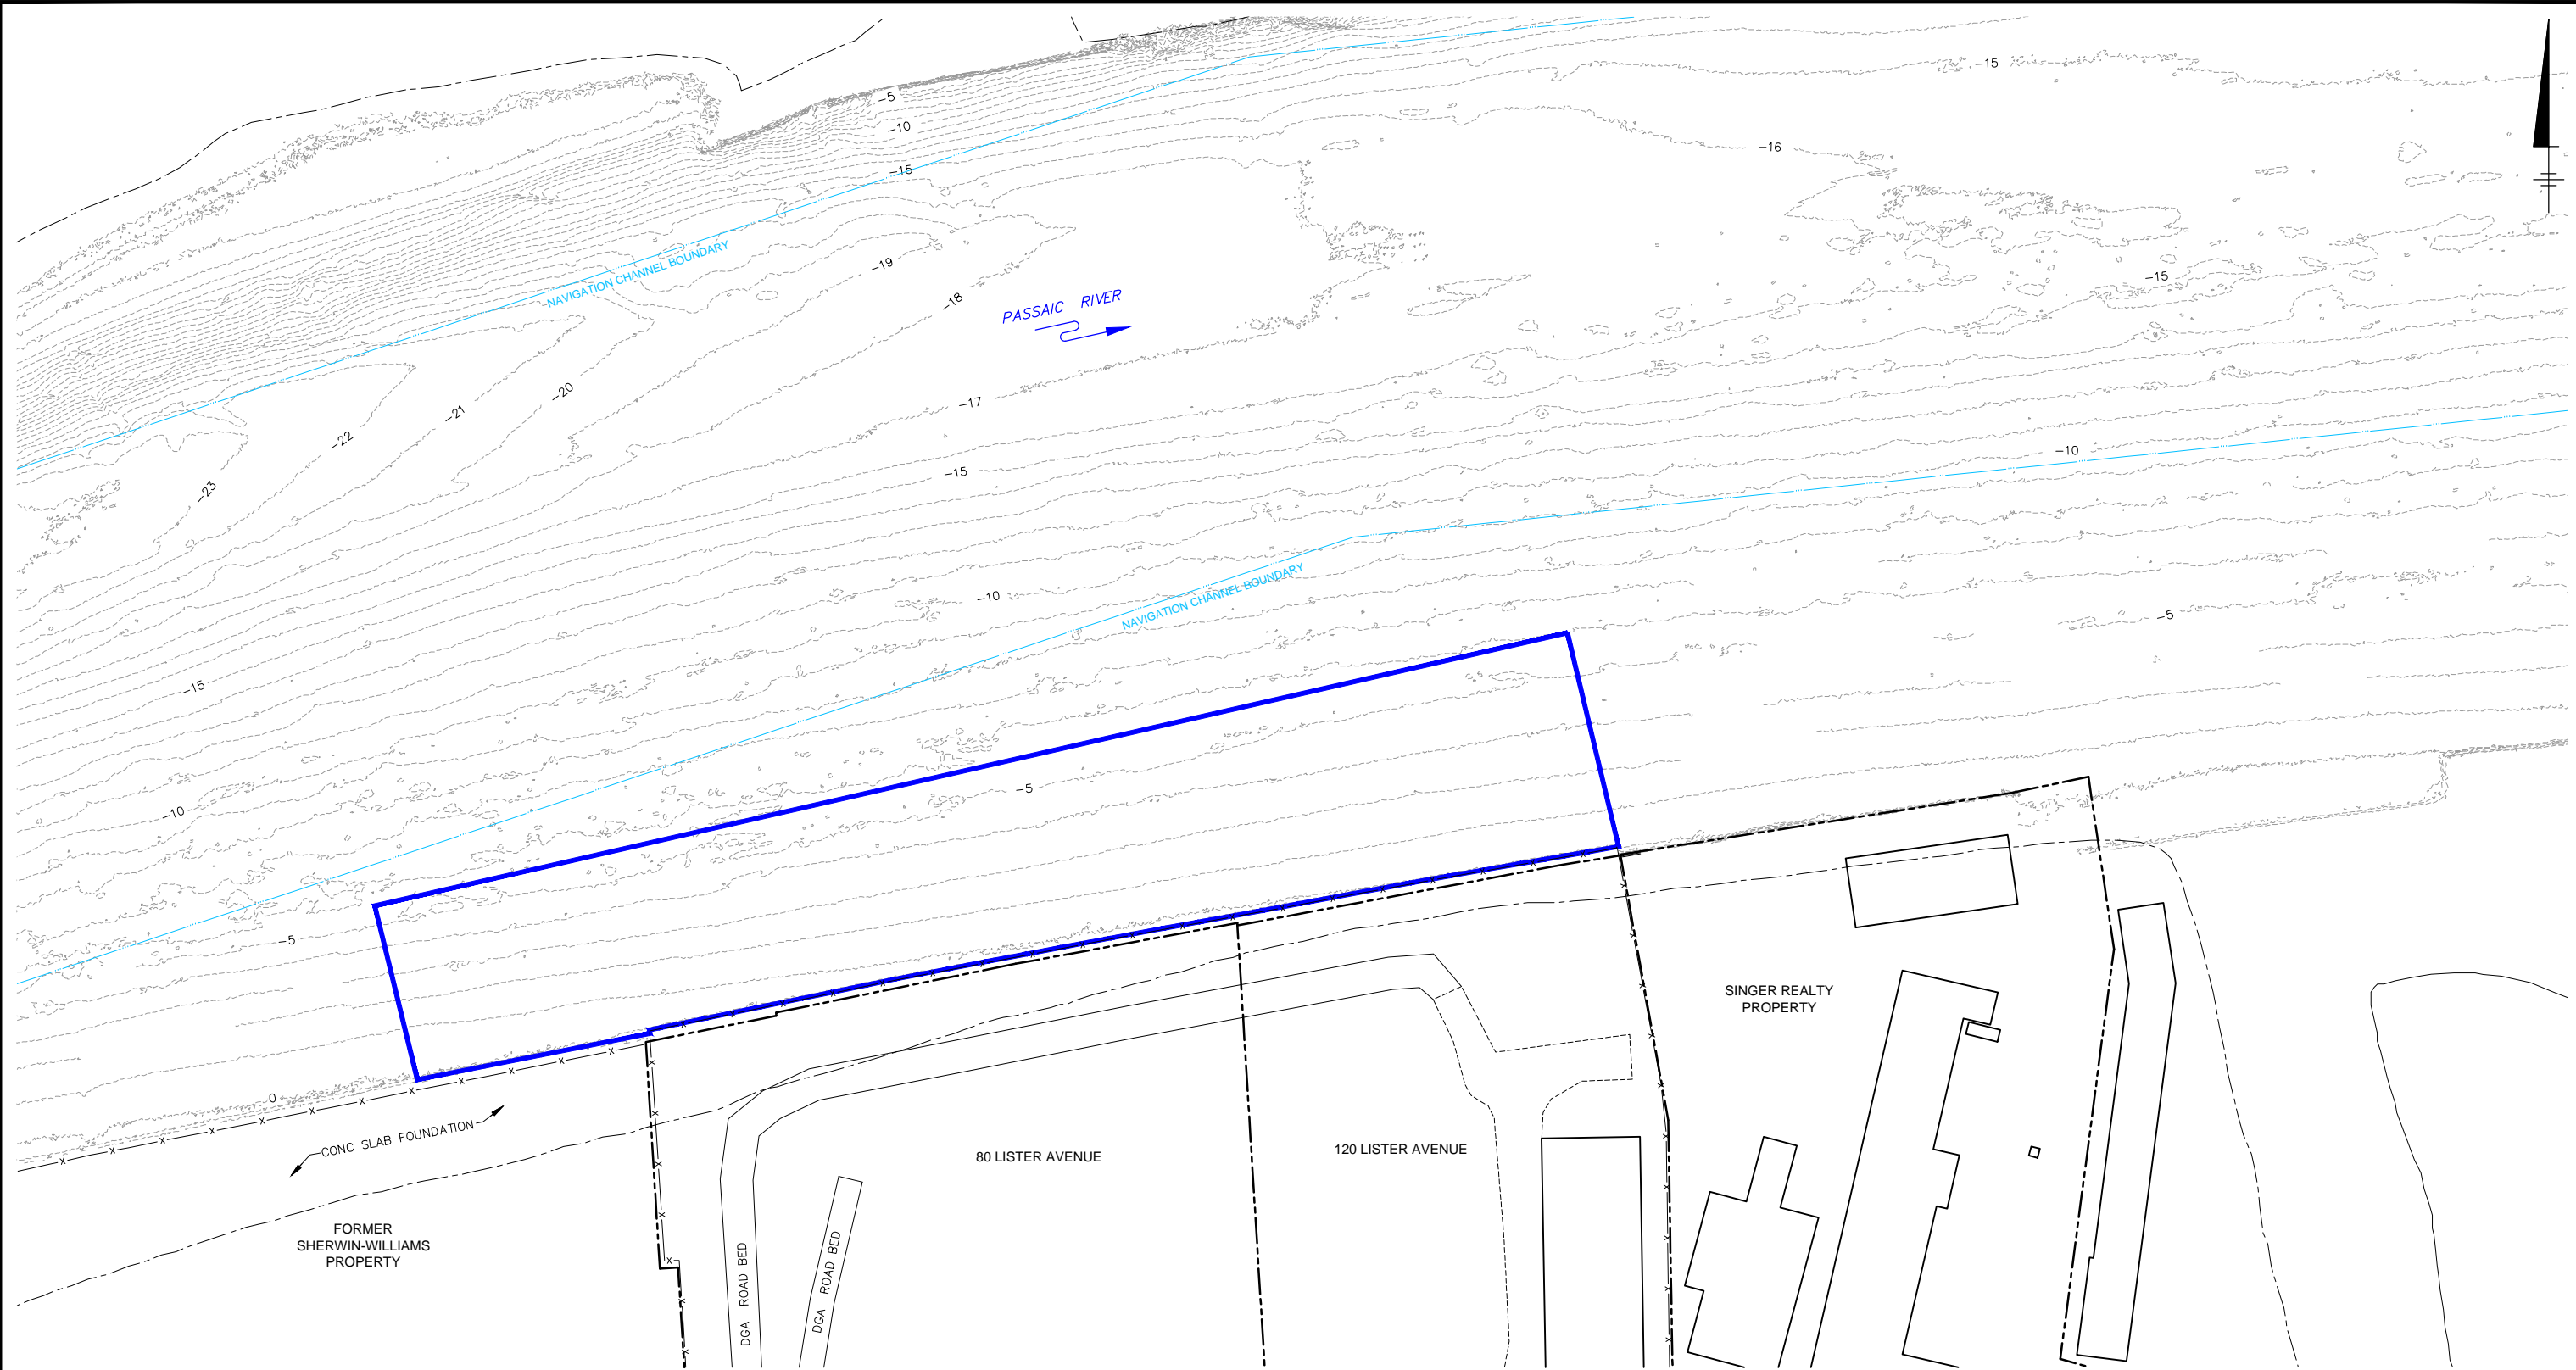 -15
-5
-10
-16
-15
NAVIGATION CHANNEL BOUNDARY
-19
-15
-18
PASSAIC RIVER
-20
-17
-21
-22
-10
-15
-23
NAVIGATION CHANNEL BOUNDARY
-10
-5
-15
-5
-10
-5
0
CONC SLAB FOUNDATION
SINGER REALTY
PROPERTY
80 LISTER AVENUE
120 LISTER AVENUE
FORMER
SHERWIN-WILLIAMS
PROPERTY
DGA ROAD BED
DGA ROAD BED